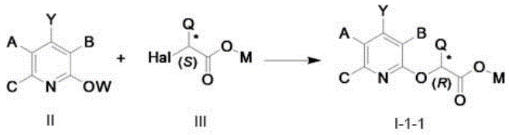 Y
A B
C N OW
II
+
Q
*
Hal (S) O M
O
III
Y
A B Q
*
C N O (R) O M
O
I-1-1